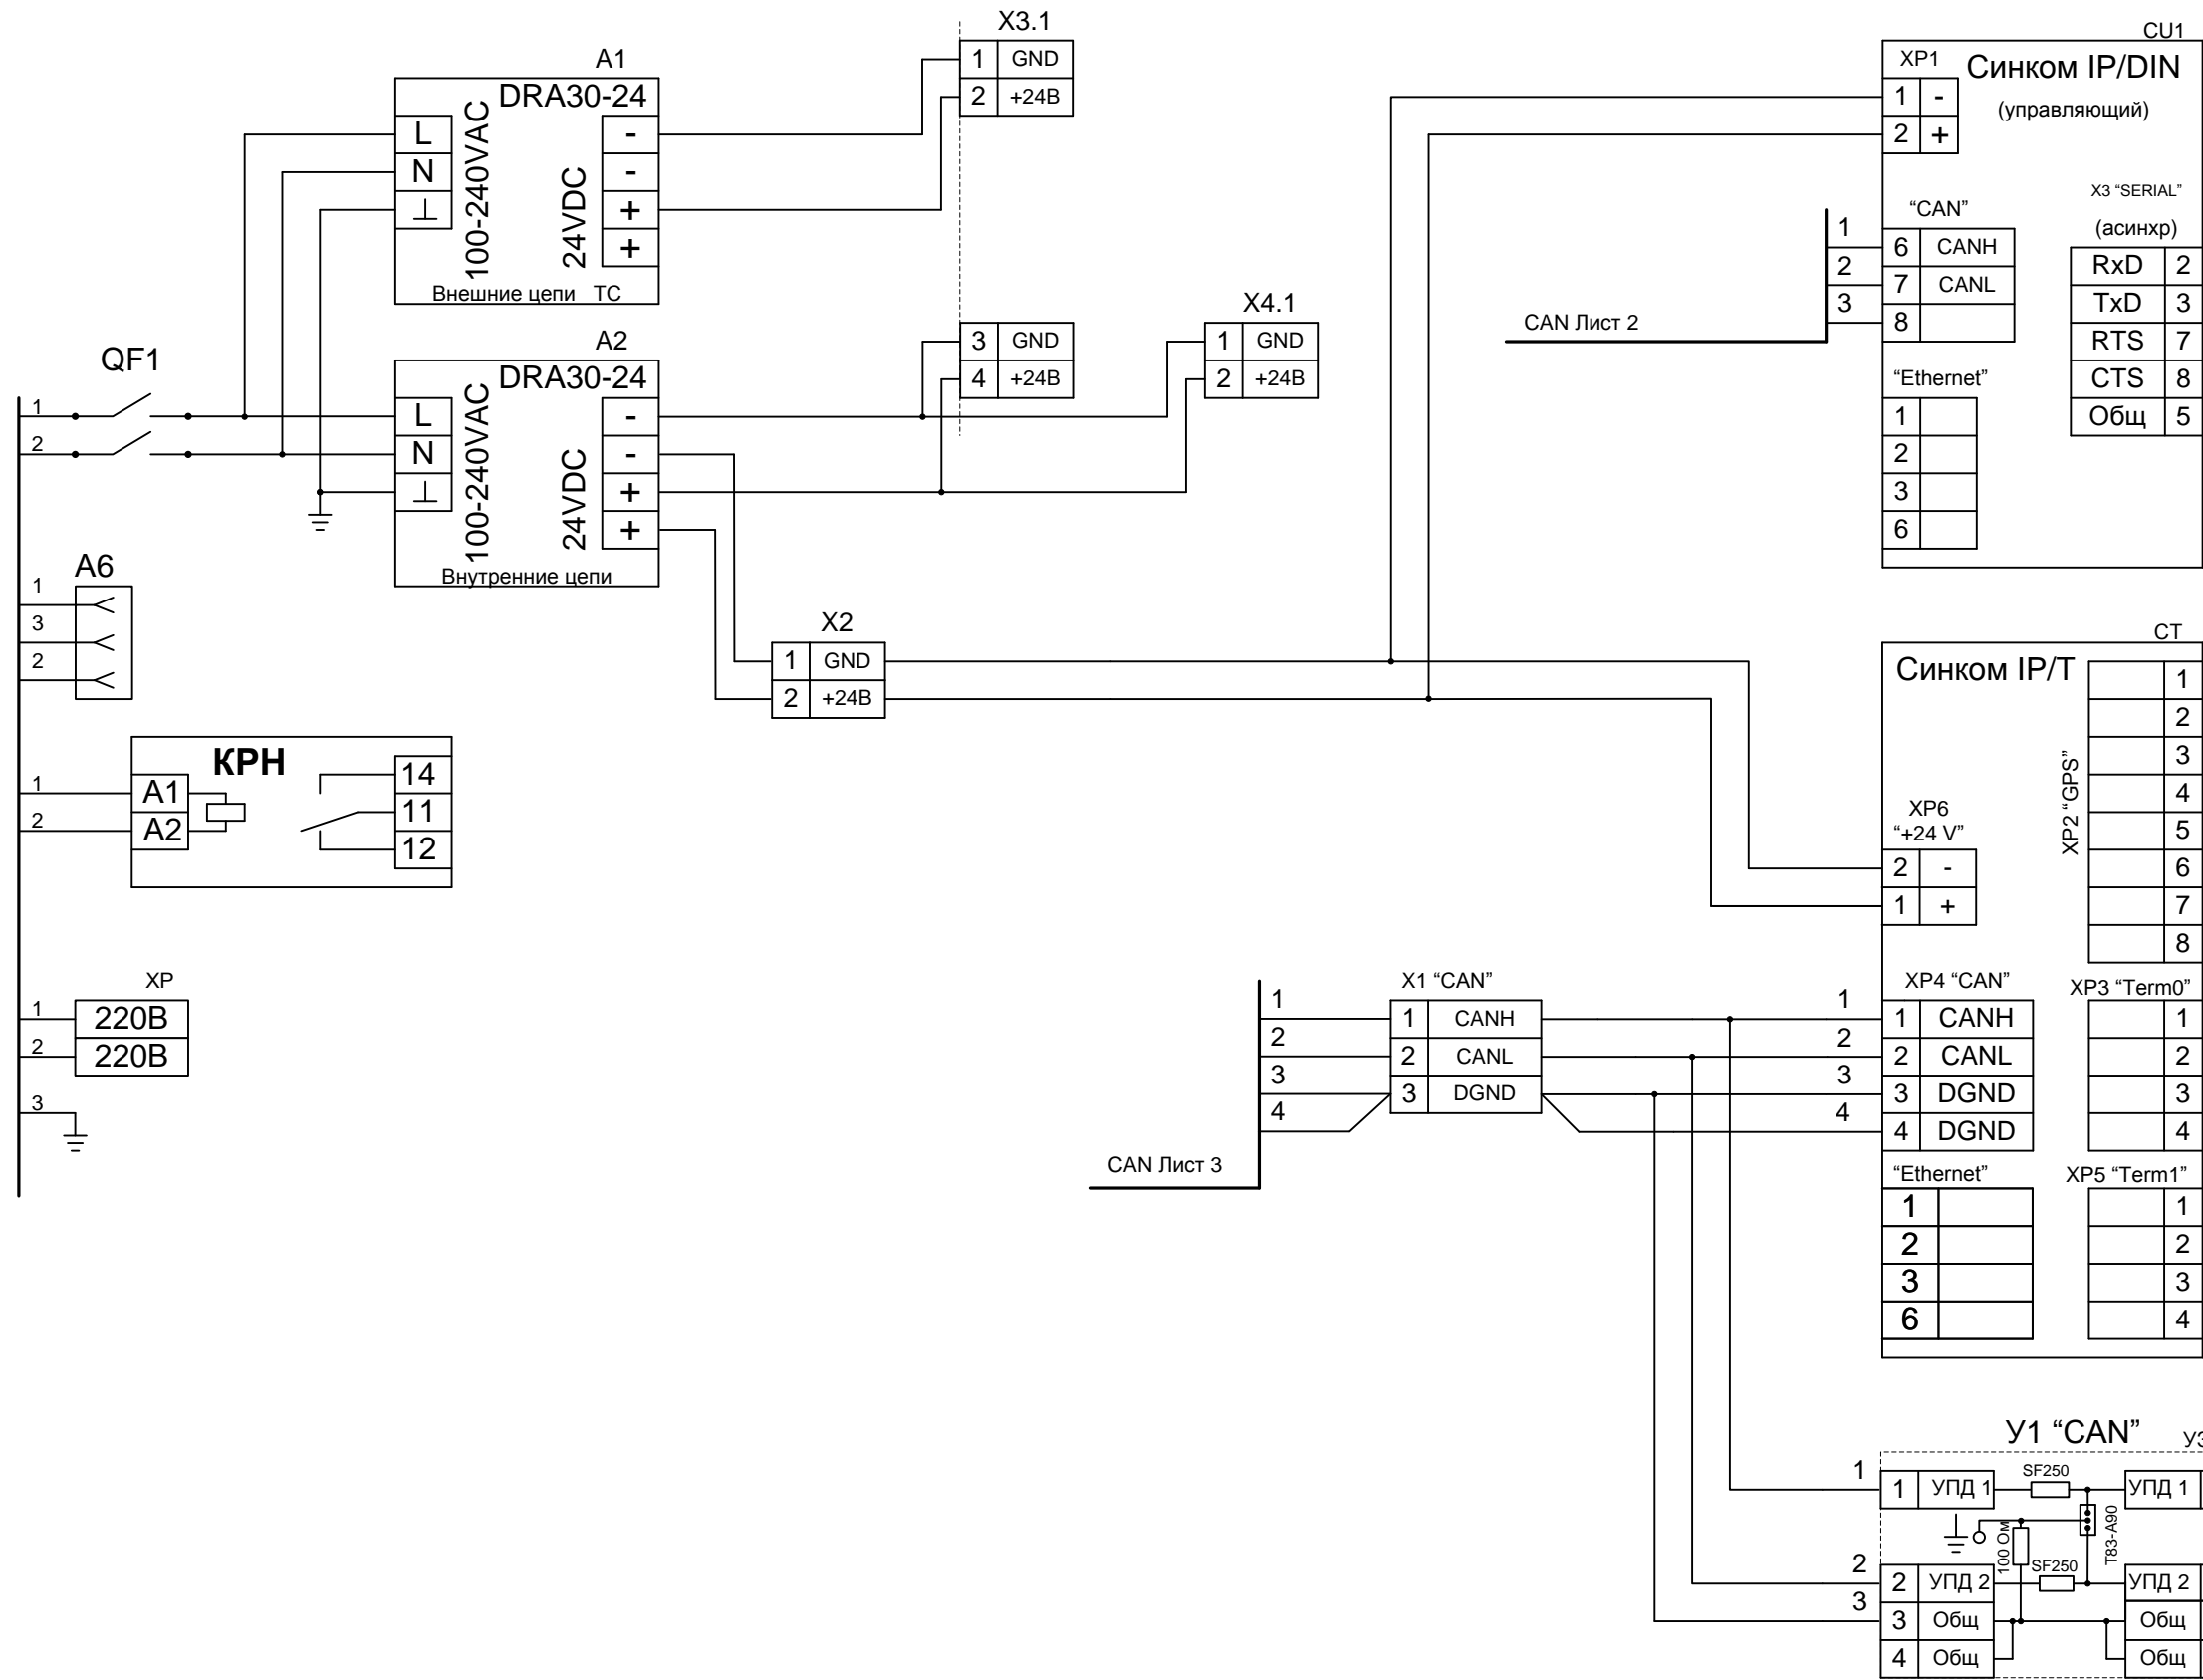 X3.1
1 GND
2 +24В
A1
DRA30-24
L
N
⊥
100-240VAC
24VDC
-
-
+
+
Внешние цепи ТС
CU1
XP1
Синком IP/DIN
(управляющий)
1 -
2 +
X3 “SERIAL”
(асинхр)
RxD 2
TxD 3
RTS 7
CTS 8
Общ 5
“CAN”
1
2
3
6 CANH
7 CANL
8
CAN Лист 2
“Ethernet”
1
2
3
6
3 GND
4 +24В
X4.1
1 GND
2 +24В
QF1
1
2
A2
DRA30-24
L
N
⊥
100-240VAC
24VDC
-
-
+
+
Внутренние цепи
A6
1
3
2
X2
1 GND
2 +24В
КРН
1
2
A1
A2
14
11
12
XP
1 220В
2 220В
3
CT
Синком IP/T
XP2 “GPS”
1
2
3
4
5
6
7
8
XP6
“+24 V”
2 -
1 +
CAN Лист 3
1
2
3
4
X1 “CAN”
1 CANH
2 CANL
3 DGND
1
2
3
4
XP4 “CAN”
1 CANH
2 CANL
3 DGND
4 DGND
XP3 “Term0”
1
2
3
4
“Ethernet”
1
2
3
6
XP5 “Term1”
1
2
3
4
У1 “CAN”
1
1 УПД 1
SF250
УПД 1
100 Ом
T83-A90
2
3
2 УПД 2
SF250
УПД 2
3 Общ
Общ
4 Общ
Общ